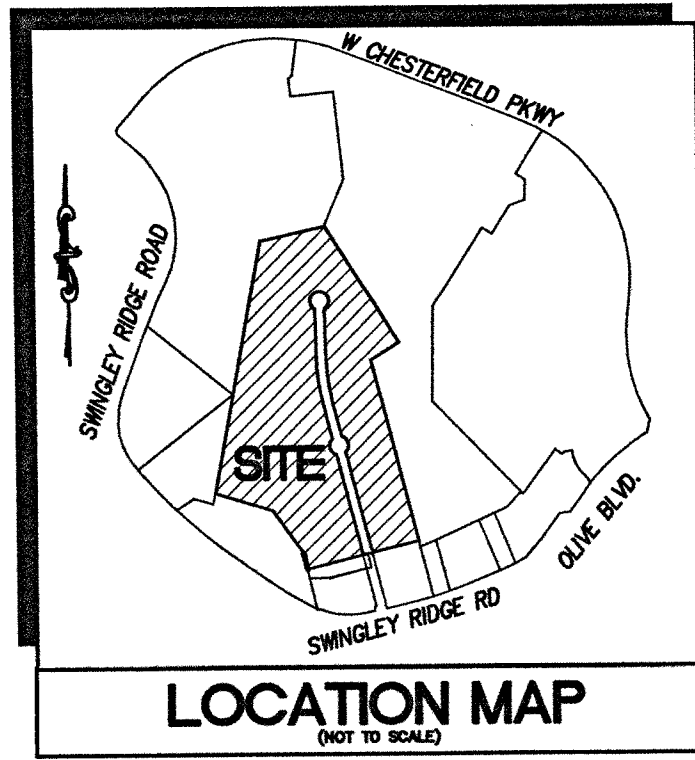 W CHESTERFIELD PKWY
SWINGLEY RIDGE ROAD
SITE
OLIVE BLVD.
SWINGLEY RIDGE RD
LOCATION MAP
(NOT TO SCALE)